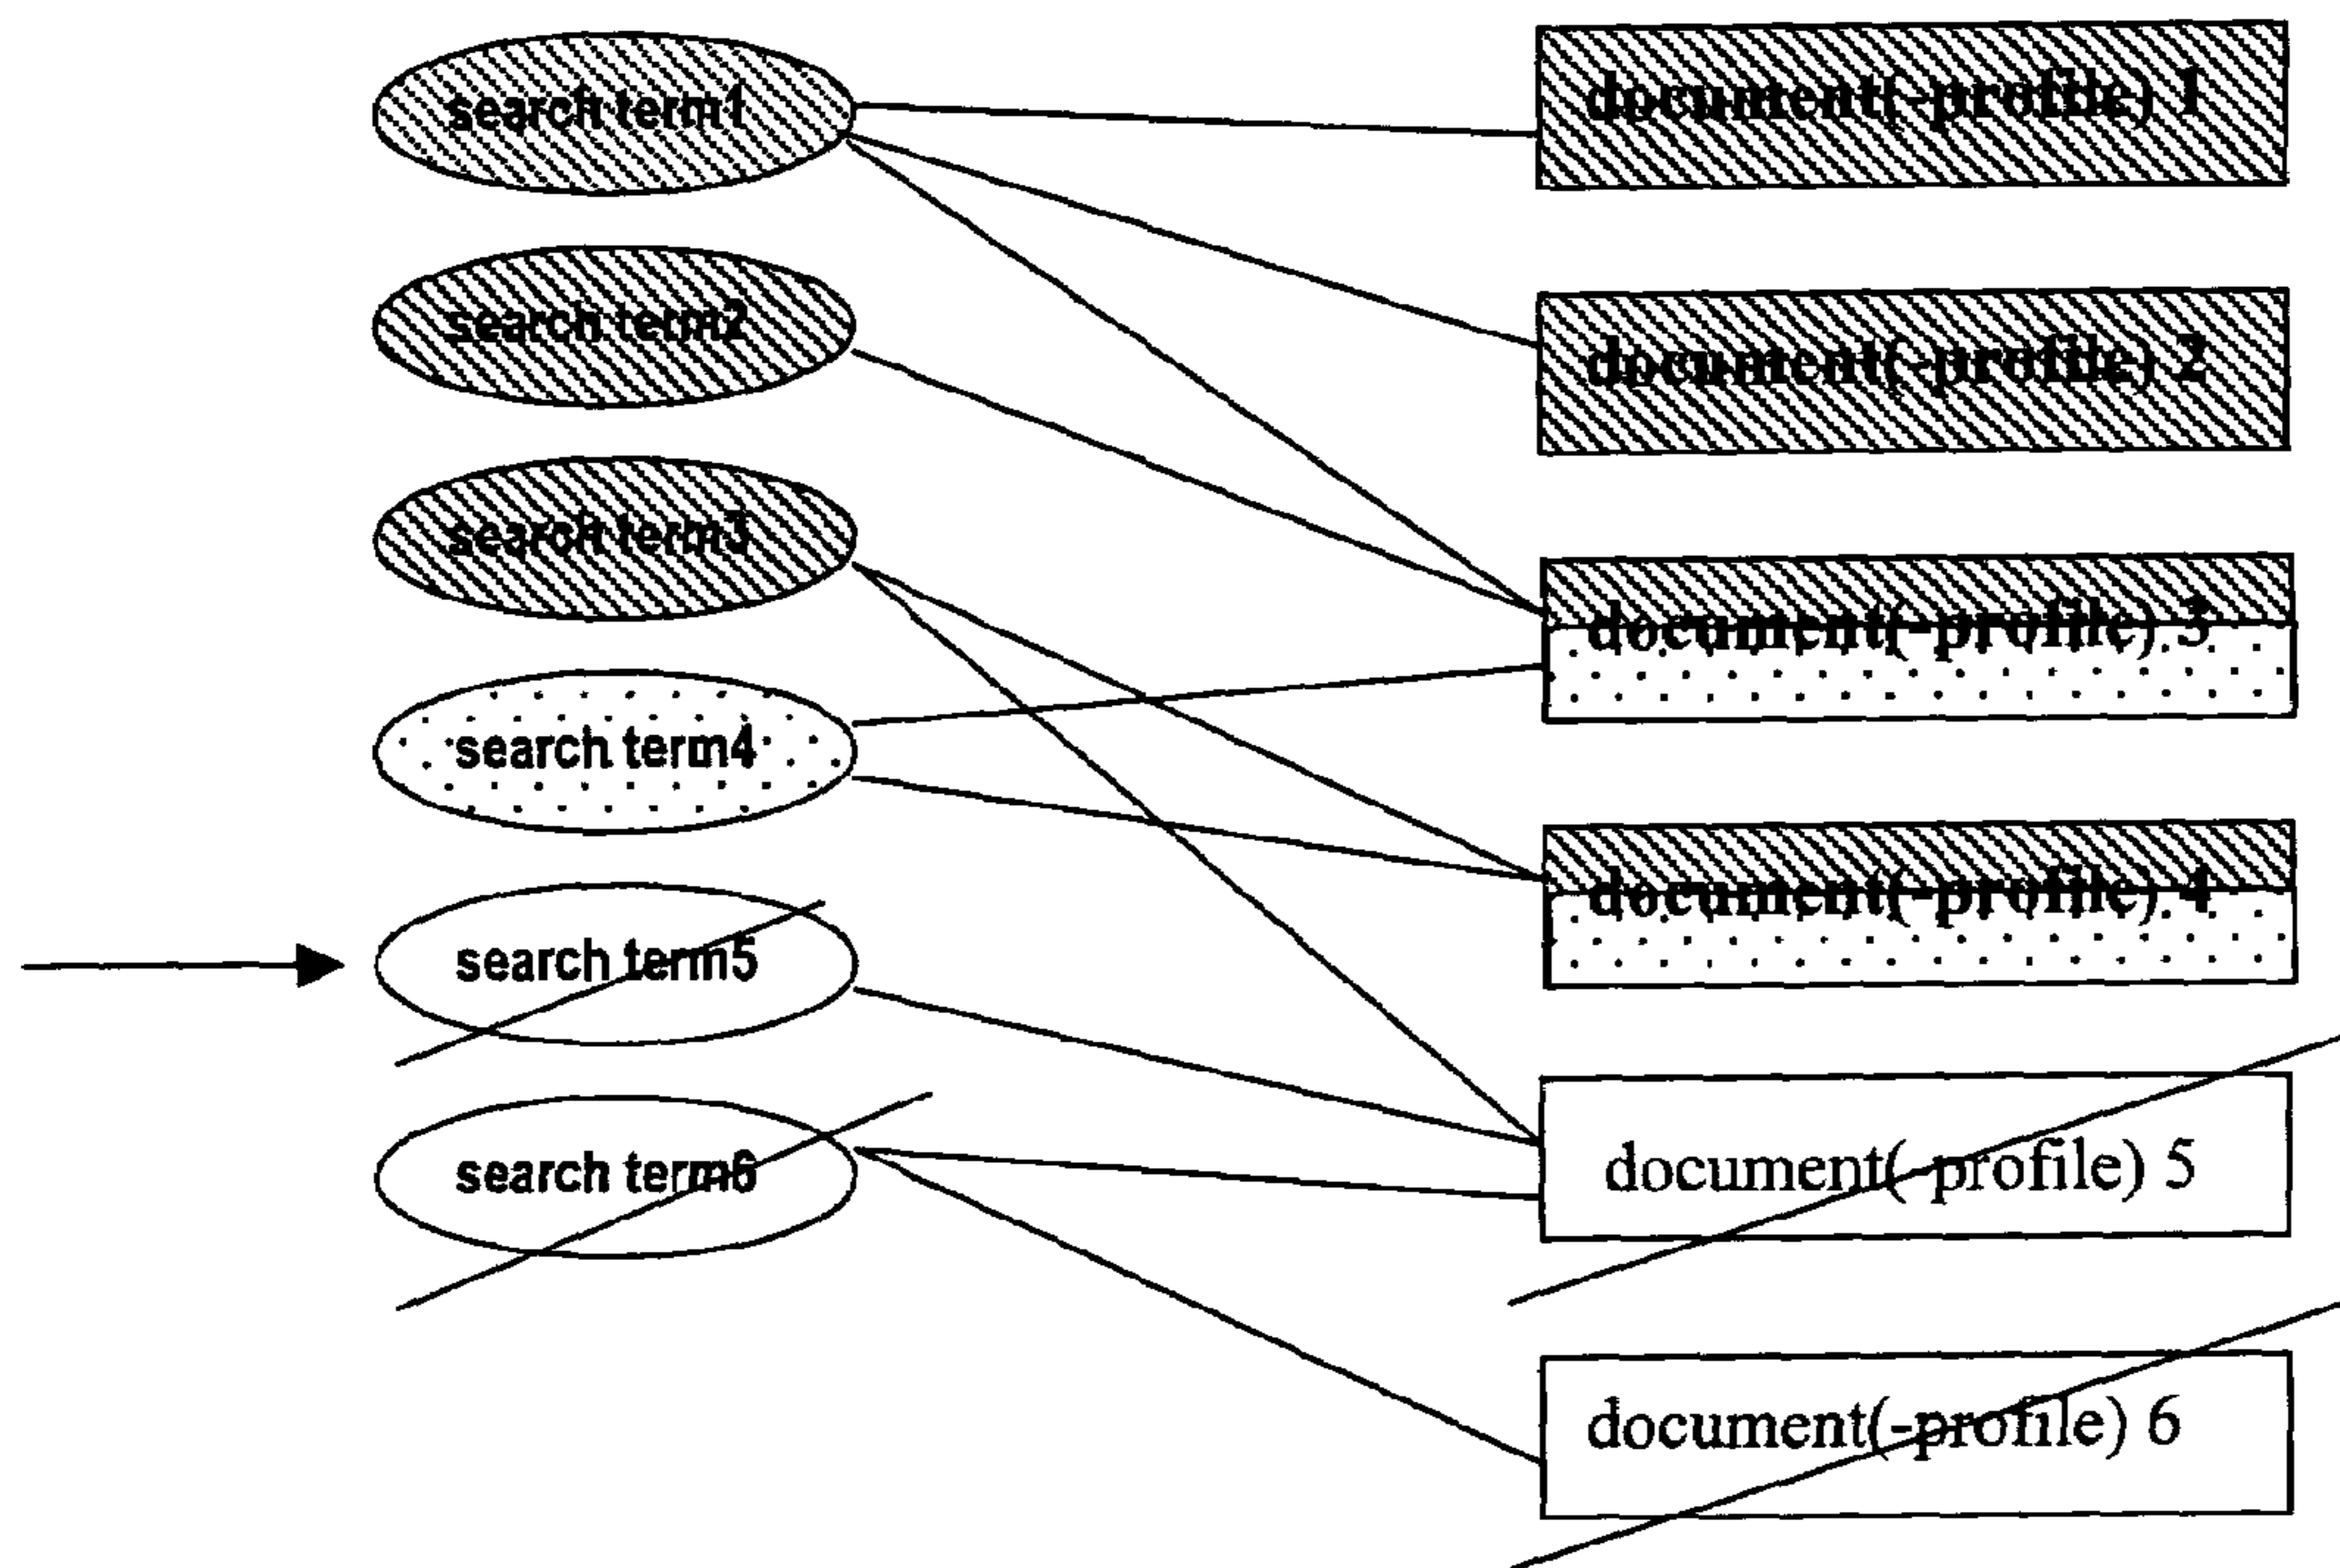 search term1
document(-profile) 1
search term2
document(-profile) 2
search term3
document(-profile) 3
search term4
document(-profile) 4
search term5
document(-profile) 5
search term6
document(-profile) 6